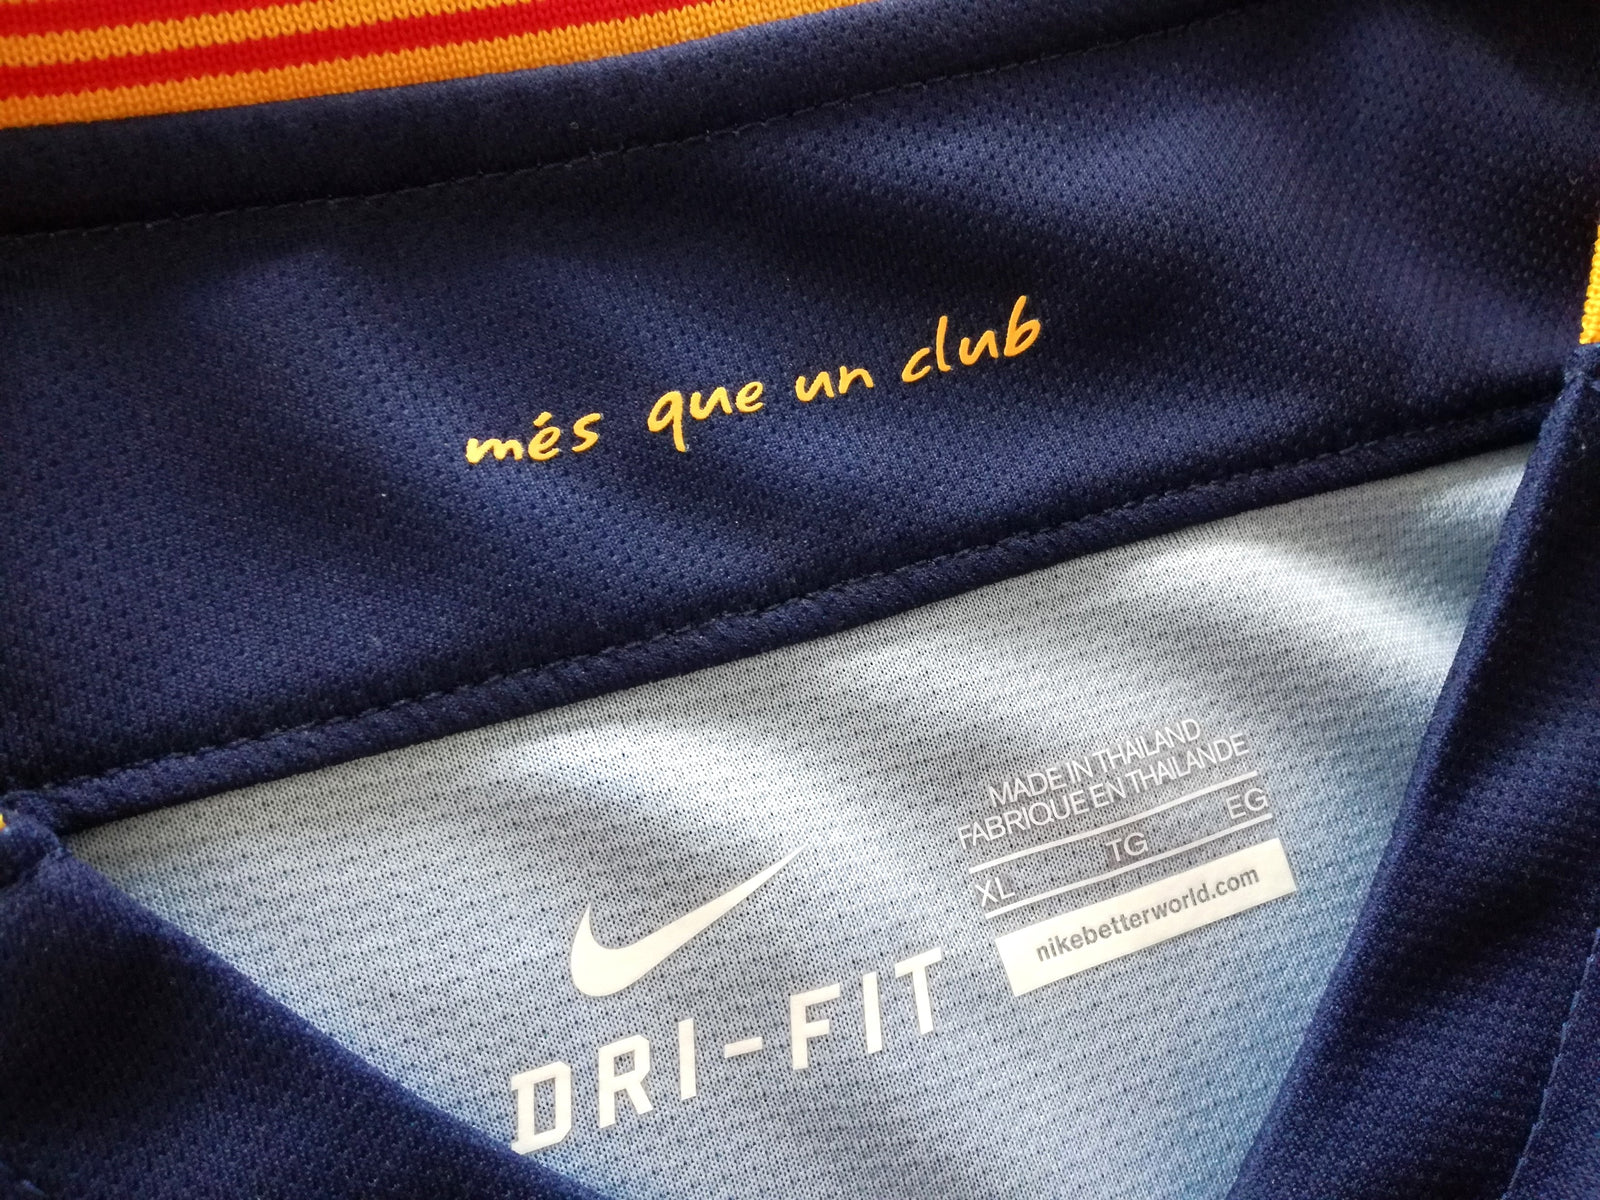 més que un club
MADE IN THAILAND
FABRIQUE EN THAILANDE
XL TG EG
nikebetterworld.com
DRI-FIT